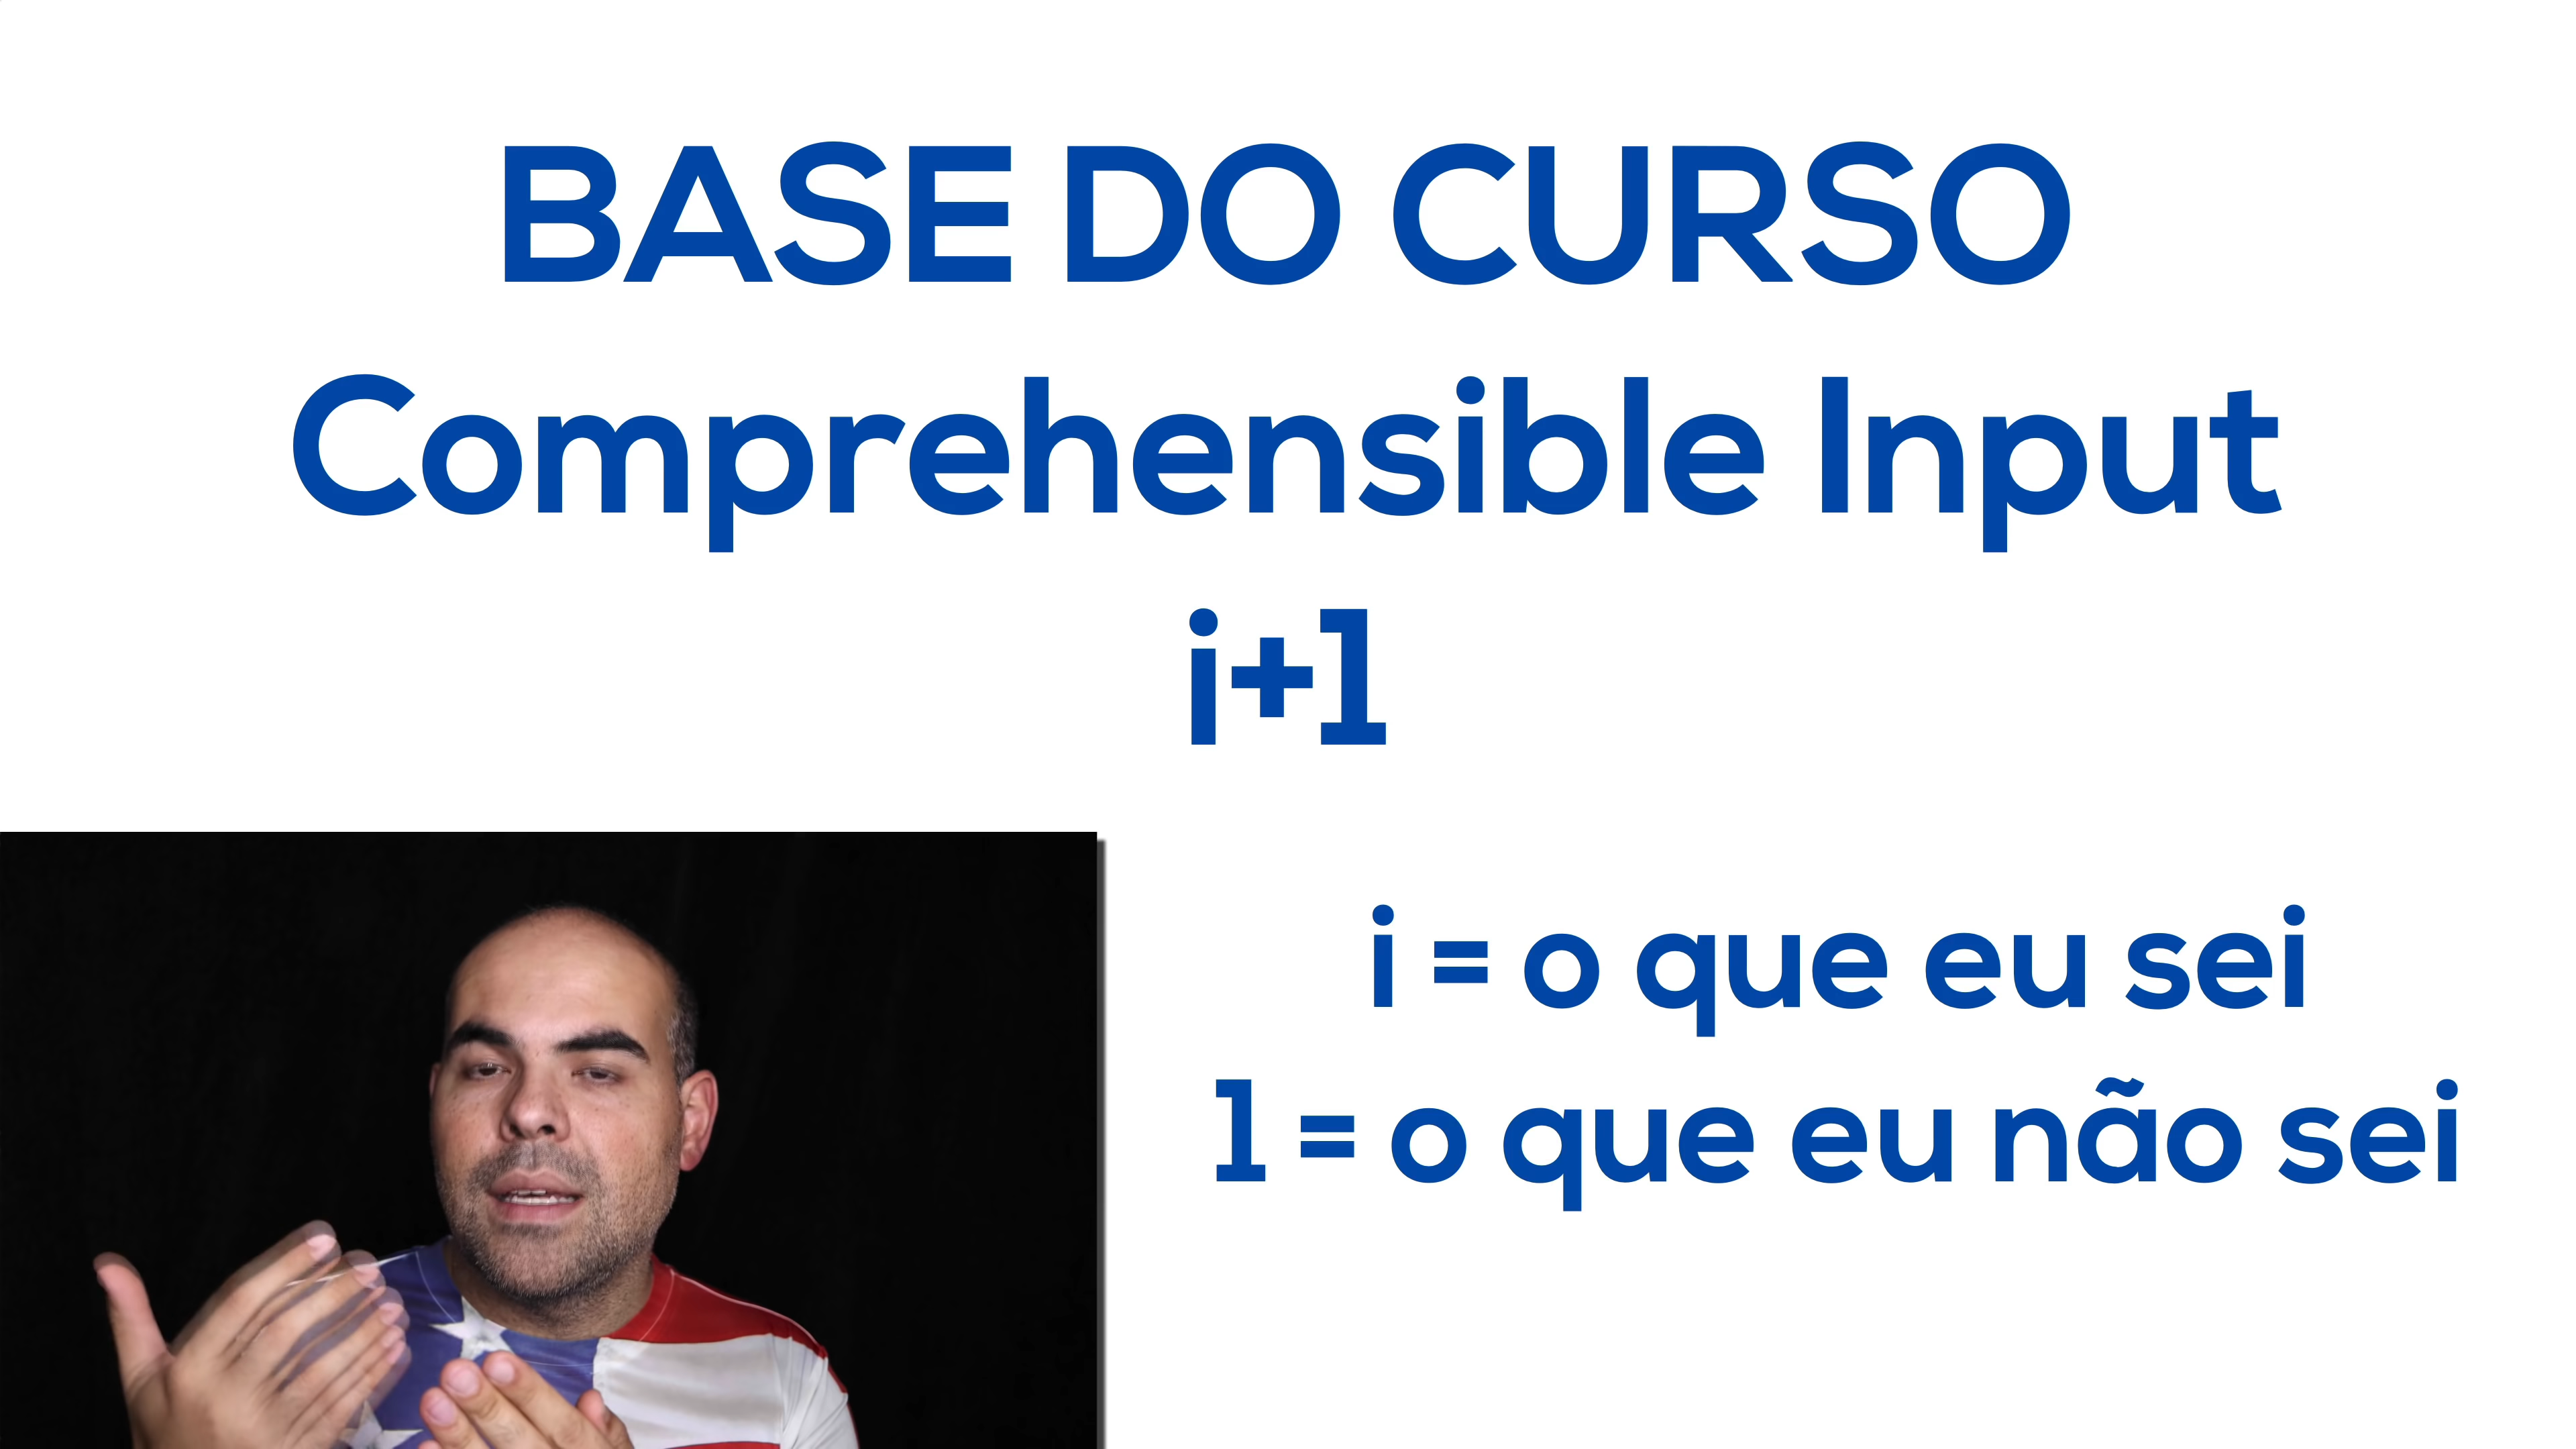 BASE DO CURSO
Comprehensible Input
i+1
i = o que eu sei
1 = o que eu não sei